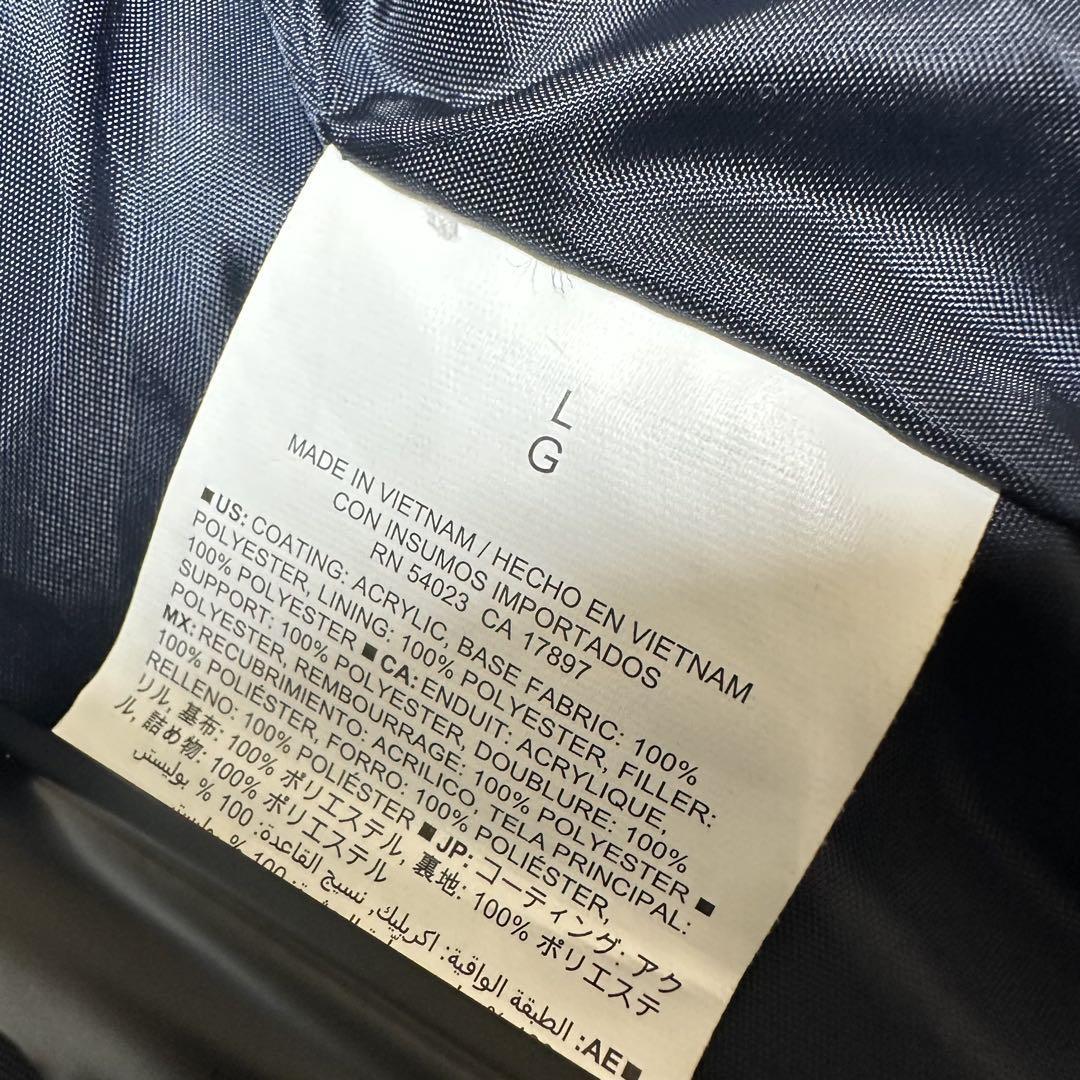 L
G
MADE IN VIETNAM / HECHO EN VIETNAM
CON INSUMOS IMPORTADOS
RN 54023 CA 17897
■US: COATING: ACRYLIC, BASE FABRIC: 100%
POLYESTER, LINING: 100% POLYESTER, FILLER:
100% POLYESTER ■CA: ENDUIT: ACRYLIQUE,
SUPPORT: 100% POLYESTER, DOUBLURE: 100%
POLYESTER, REMBOURRAGE: 100% POLYESTER ■
MX: RECUBRIMIENTO: ACRILICO, TELA PRINCIPAL:
100% POLIÉSTER, FORRO: 100% POLIÉSTER,
RELLENO: 100% POLIÉSTER ■JP: コーティング: アク
リル, 基布: 100% ポリエステル, 裏地: 100% ポリエステ
ル, 詰め物: 100% ポリエステル
■AE: الطبقة الواقية: اكريليك, نسيج القاعدة: 100 % بوليستر